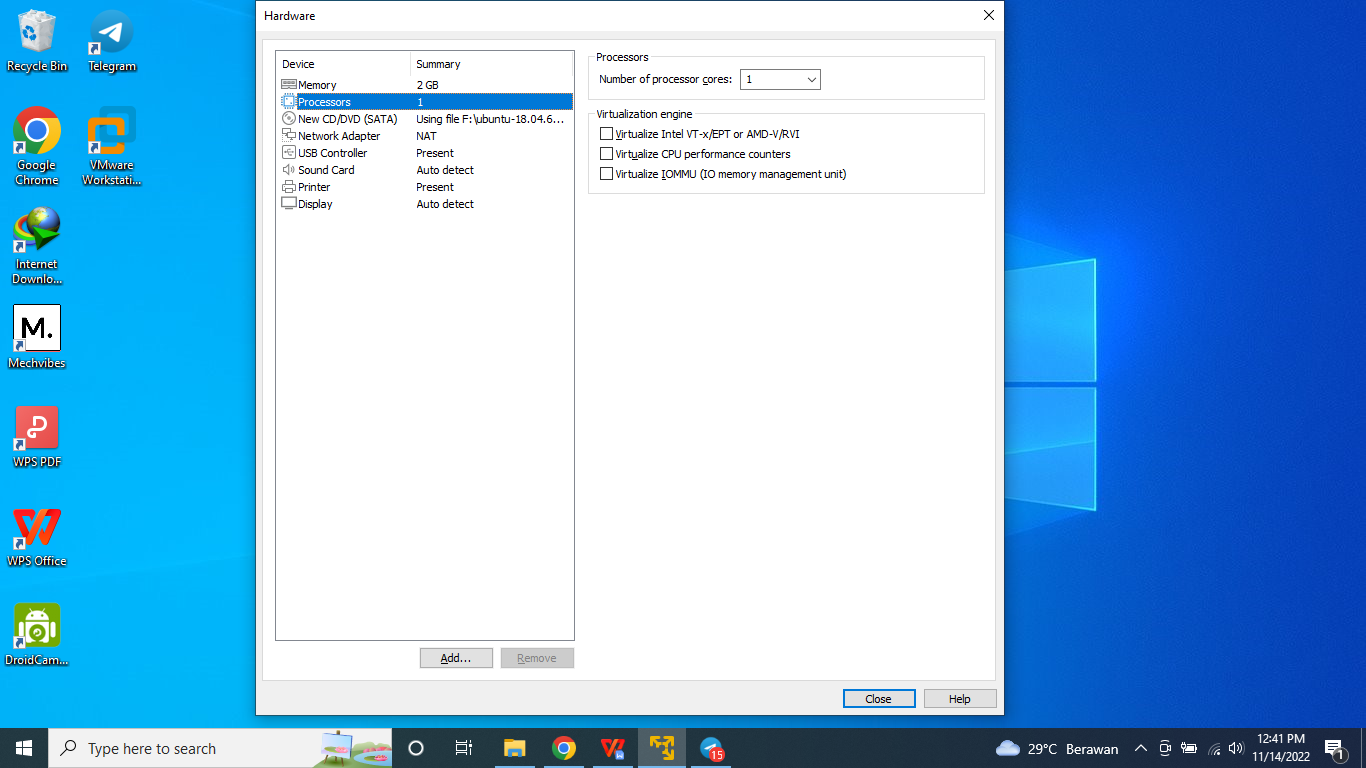 Hardware
Recycle Bin
Telegram
Google
Chrome
VMware
Workstati...
Internet
Downlo...
M.
Mechvibes
WPS PDF
WPS Office
DroidCam...
Device Summary
Memory 2 GB
Processors 1
New CD/DVD (SATA) Using file F:\ubuntu-18.04.6...
Network Adapter NAT
USB Controller Present
Sound Card Auto detect
Printer Present
Display Auto detect
Add...
Remove
Processors
Number of processor cores: 1
Virtualization engine
Virtualize Intel VT-x/EPT or AMD-V/RVI
Virtualize CPU performance counters
Virtualize IOMMU (IO memory management unit)
Close
Help
Type here to search
15
29°C Berawan
12:41 PM
11/14/2022
1